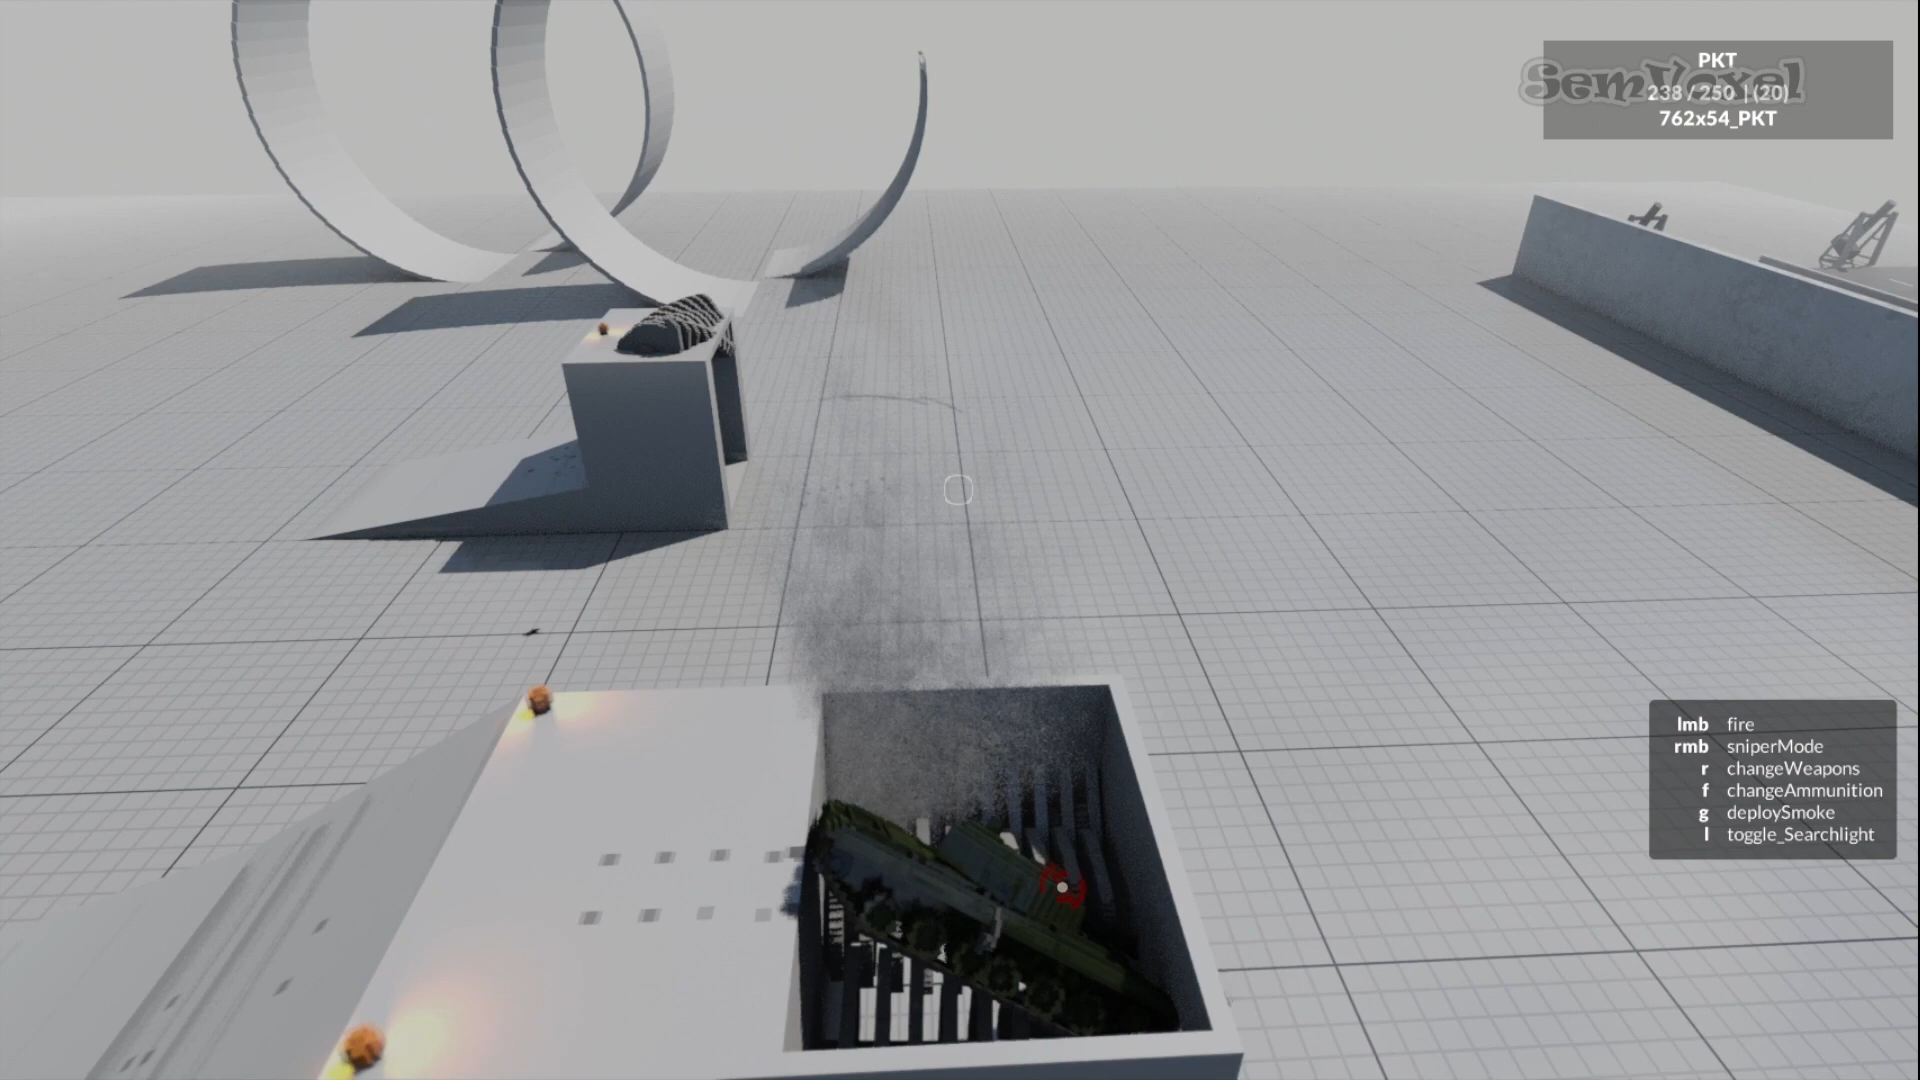 PKT
SemVoxel
238 / 250 | (20)
762x54_PKT
lmb fire
rmb sniperMode
r changeWeapons
f changeAmmunition
g deploySmoke
l toggle_Searchlight